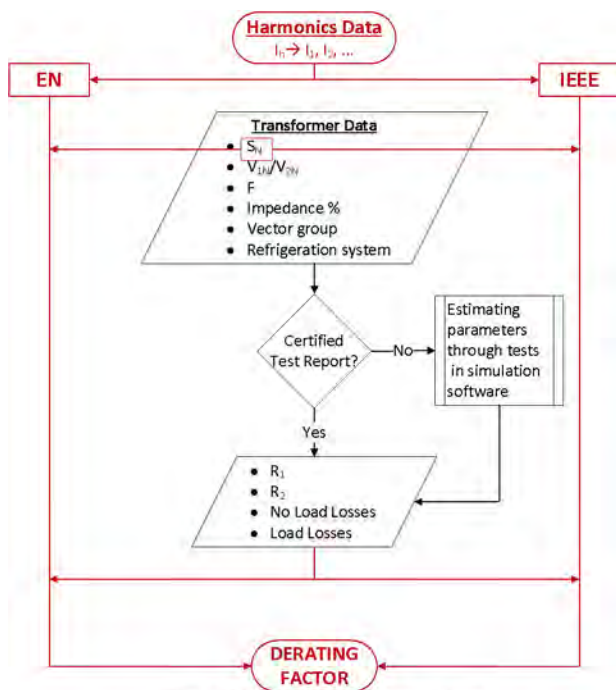 Harmonics Data
Iₕ→ I₁, I₂, ...
EN
IEEE
Transformer Data
• Sₙ
• V₁ₙ/V₂ₙ
• F
• Impedance %
• Vector group
• Refrigeration system
Certified
Test Report?
No
Estimating
parameters
through tests
in simulation
software
Yes
• R₁
• R₂
• No Load Losses
• Load Losses
DERATING
FACTOR